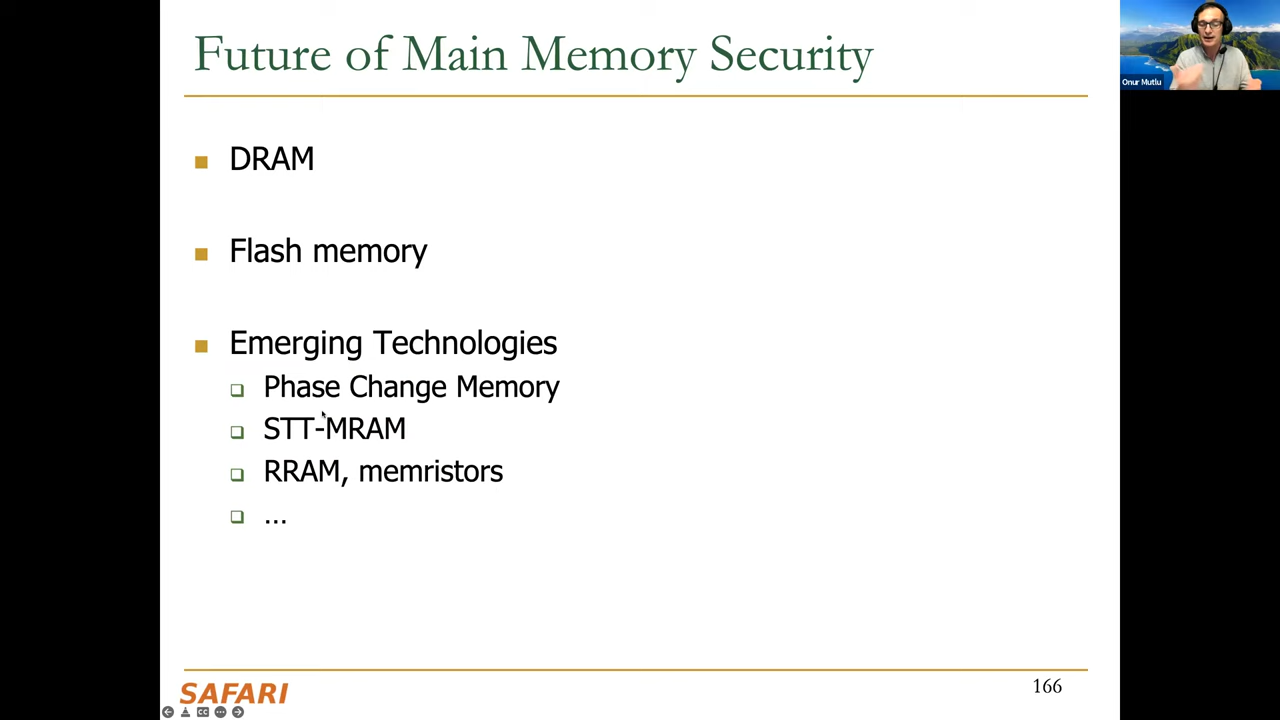 Future of Main Memory Security
Onur Mutlu
DRAM
Flash memory
Emerging Technologies
Phase Change Memory
STT-MRAM
RRAM, memristors
...
SAFARI
166